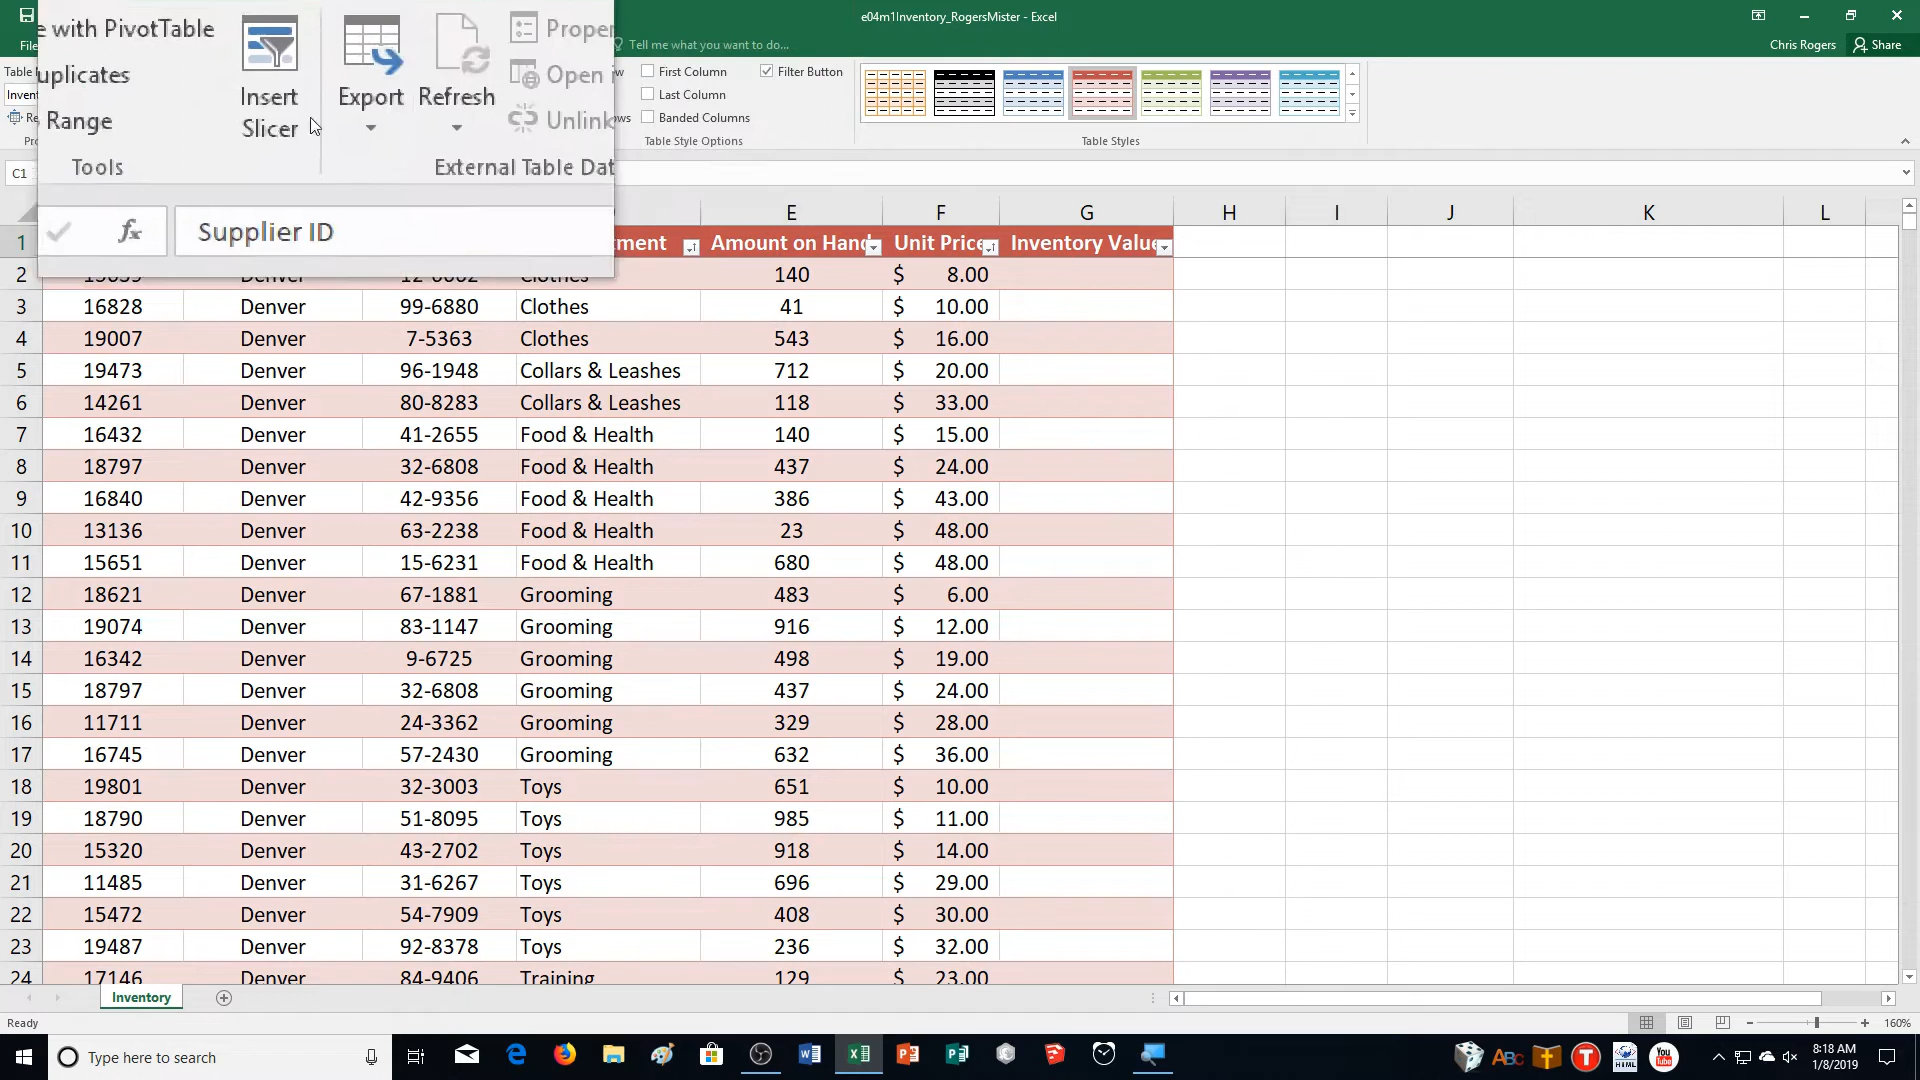 e04m1Inventory_RogersMister - Excel
Tell me what you want to do...
Chris Rogers
Share
e with PivotTable
uplicates
Range
Tools
Insert Slicer
Export
Refresh
Proper
Open i
Unlink
External Table Dat
First Column
Last Column
Banded Columns
Filter Button
Table Style Options
Table Styles
C1
fx
Supplier ID
E F G H I J K L
1 tment Amount on Hand Unit Price Inventory Value
2 Clothes 140 $ 8.00
3 16828 Denver 99-6880 Clothes 41 $ 10.00
4 19007 Denver 7-5363 Clothes 543 $ 16.00
5 19473 Denver 96-1948 Collars & Leashes 712 $ 20.00
6 14261 Denver 80-8283 Collars & Leashes 118 $ 33.00
7 16432 Denver 41-2655 Food & Health 140 $ 15.00
8 18797 Denver 32-6808 Food & Health 437 $ 24.00
9 16840 Denver 42-9356 Food & Health 386 $ 43.00
10 13136 Denver 63-2238 Food & Health 23 $ 48.00
11 15651 Denver 15-6231 Food & Health 680 $ 48.00
12 18621 Denver 67-1881 Grooming 483 $ 6.00
13 19074 Denver 83-1147 Grooming 916 $ 12.00
14 16342 Denver 9-6725 Grooming 498 $ 19.00
15 18797 Denver 32-6808 Grooming 437 $ 24.00
16 11711 Denver 24-3362 Grooming 329 $ 28.00
17 16745 Denver 57-2430 Grooming 632 $ 36.00
18 19801 Denver 32-3003 Toys 651 $ 10.00
19 18790 Denver 51-8095 Toys 985 $ 11.00
20 15320 Denver 43-2702 Toys 918 $ 14.00
21 11485 Denver 31-6267 Toys 696 $ 29.00
22 15472 Denver 54-7909 Toys 408 $ 30.00
23 19487 Denver 92-8378 Toys 236 $ 32.00
24 17146 Denver 84-9406 Training 129 $ 23.00
Inventory
Ready
160%
Type here to search
8:18 AM
1/8/2019